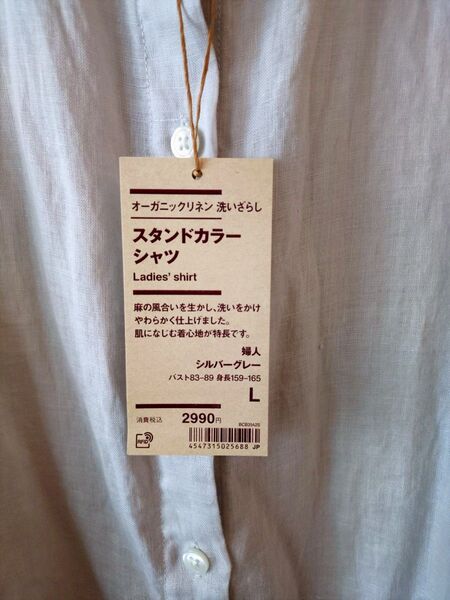 オーガニックリネン 洗いざらし
スタンドカラー
シャツ
Ladies' shirt
麻の風合いを生かし、洗いをかけ
やわらかく仕上げました。
肌になじむ着心地が特長です。
婦人
シルバーグレー
バスト83-89 身長159-165
L
消費税込 2990円
RFID
4547315025688 JP